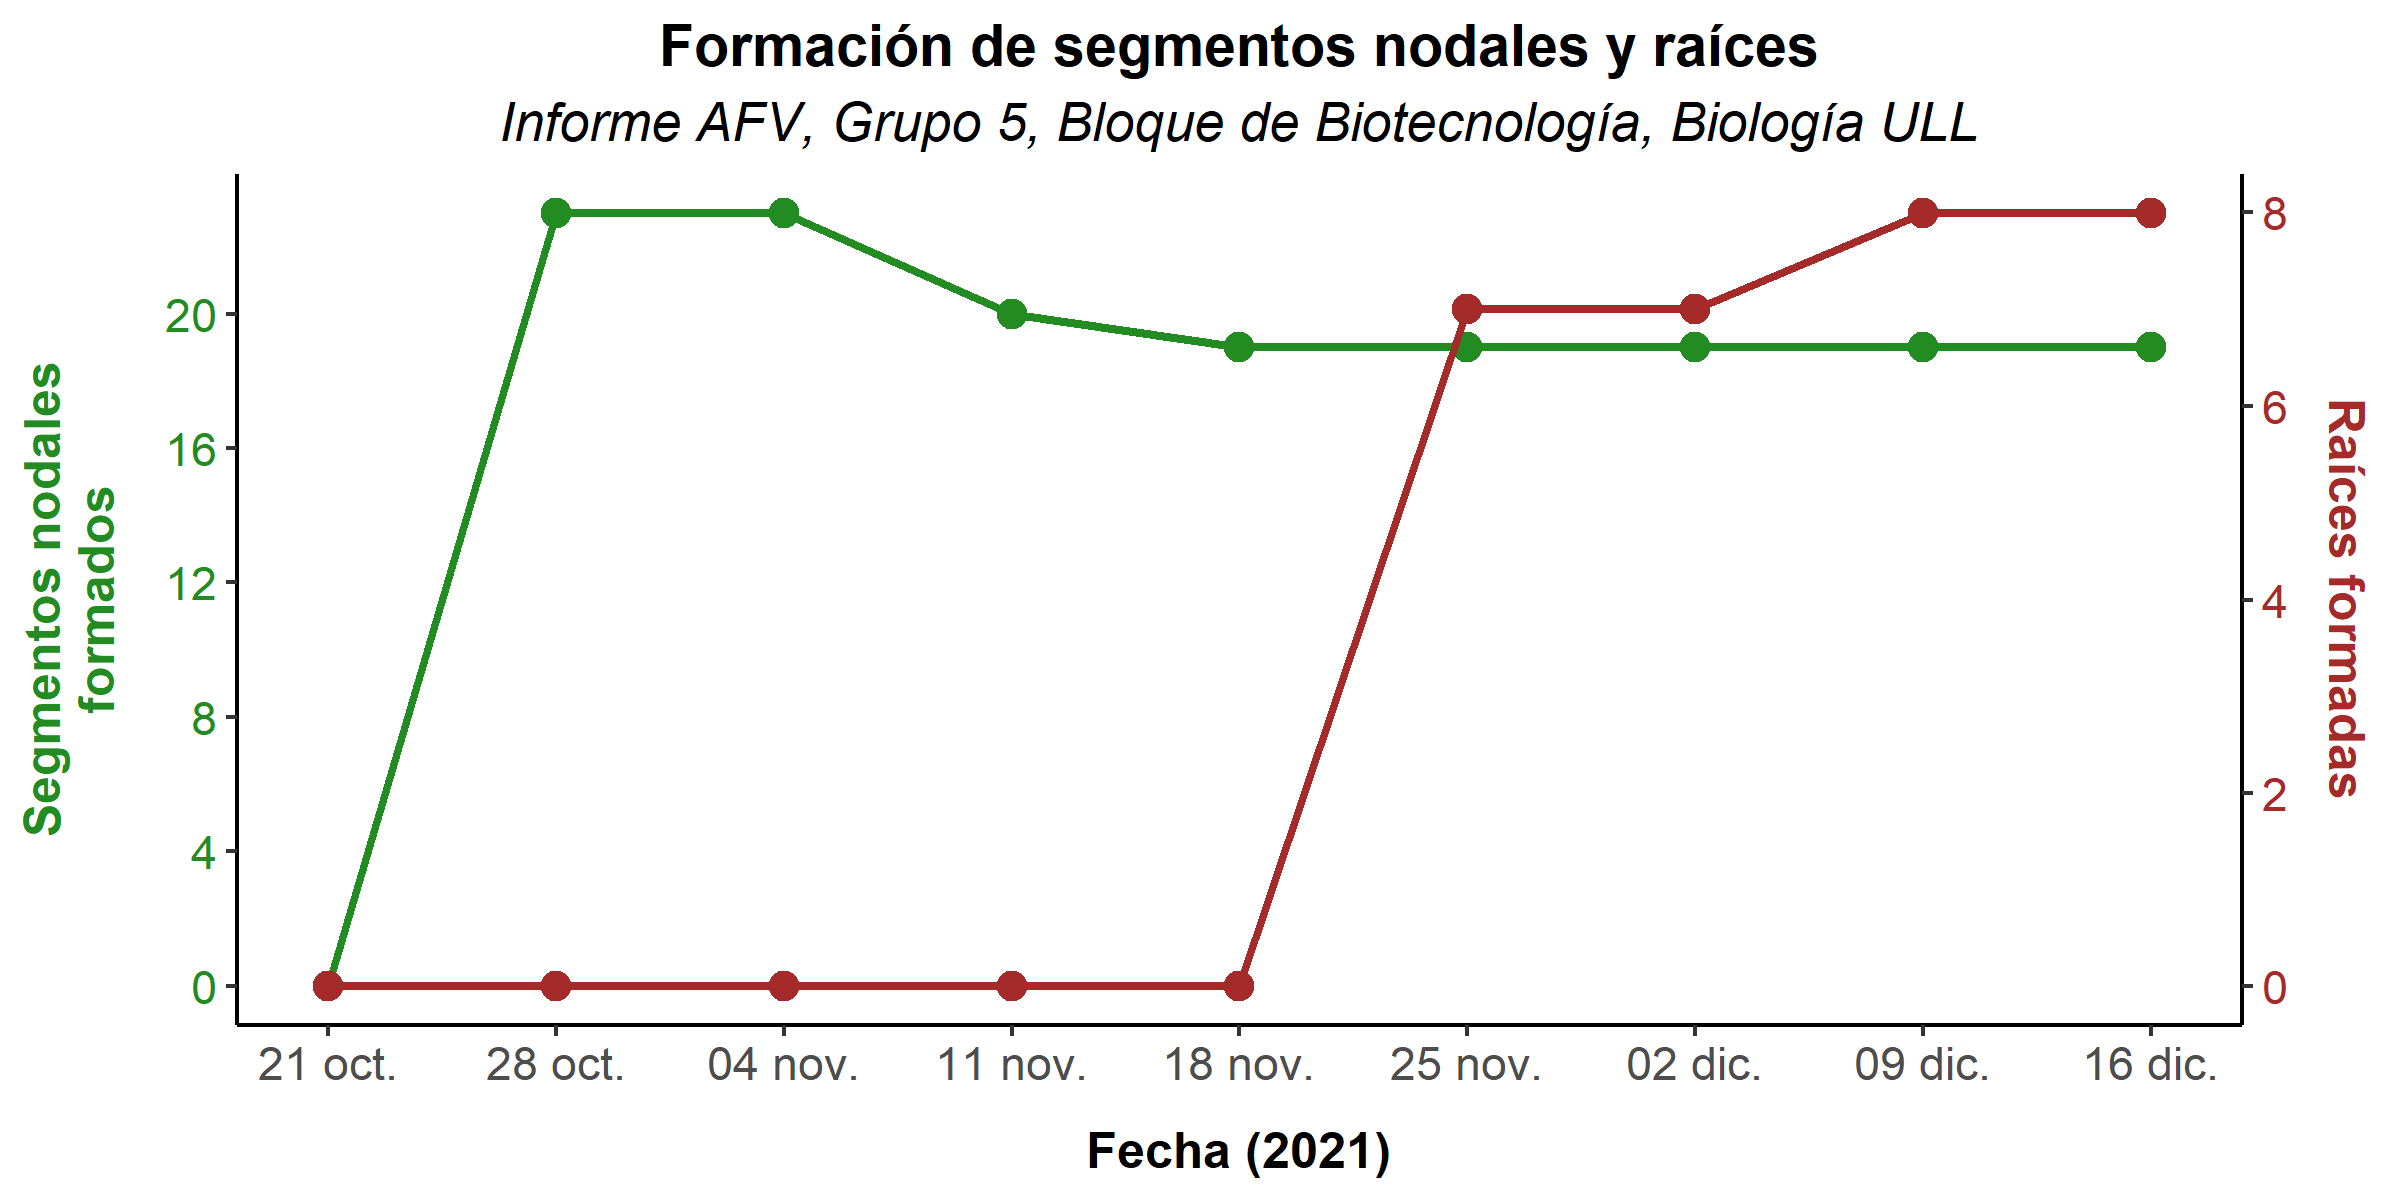 Formación de segmentos nodales y raíces
Informe AFV, Grupo 5, Bloque de Biotecnología, Biología ULL
Segmentos nodales
formados
20
16
12
8
4
0
8
6
4
2
0
Raíces formadas
21 oct. 28 oct. 04 nov. 11 nov. 18 nov. 25 nov. 02 dic. 09 dic. 16 dic.
Fecha (2021)